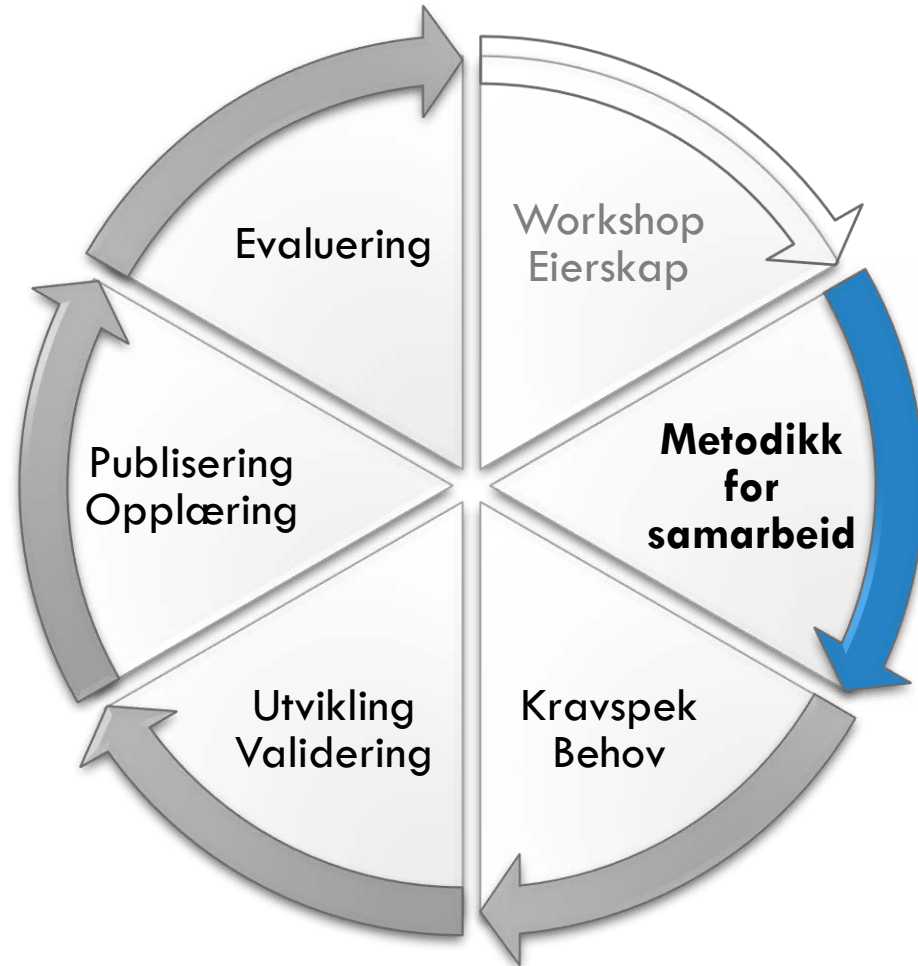 Workshop
Eierskap
Metodikk
for
samarbeid
Kravspek
Behov
Utvikling
Validering
Publisering
Opplæring
Evaluering